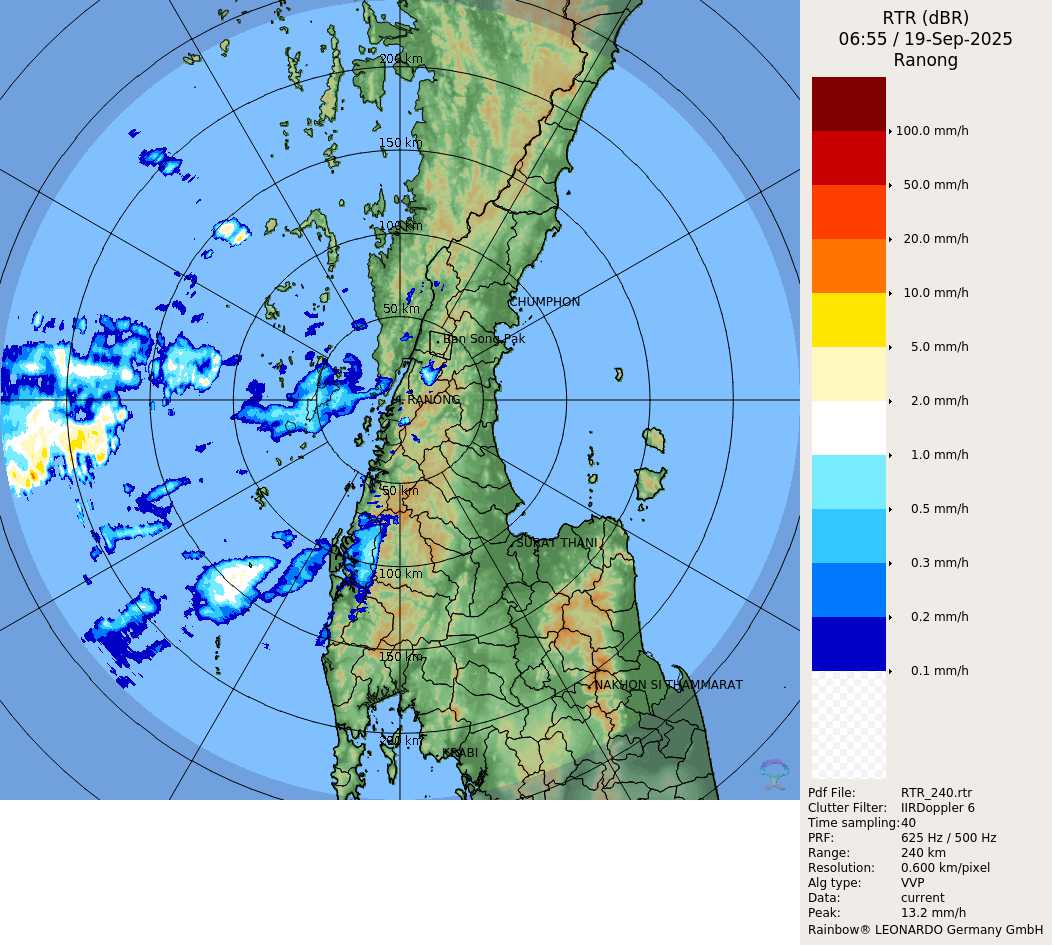 RTR (dBR)
06:55 / 19-Sep-2025
Ranong
200 km
150 km
100 km
50 km
CHUMPHON
Ban Song Pak
RANONG
50 km
SURAT THANI
100 km
150 km
NAKHON SI THAMMARAT
200 km
KRABI
100.0 mm/h
50.0 mm/h
20.0 mm/h
10.0 mm/h
5.0 mm/h
2.0 mm/h
1.0 mm/h
0.5 mm/h
0.3 mm/h
0.2 mm/h
0.1 mm/h
Pdf File: RTR_240.rtr
Clutter Filter: IIRDoppler 6
Time sampling:40
PRF: 625 Hz / 500 Hz
Range: 240 km
Resolution: 0.600 km/pixel
Alg type: VVP
Data: current
Peak: 13.2 mm/h
Rainbow® LEONARDO Germany GmbH